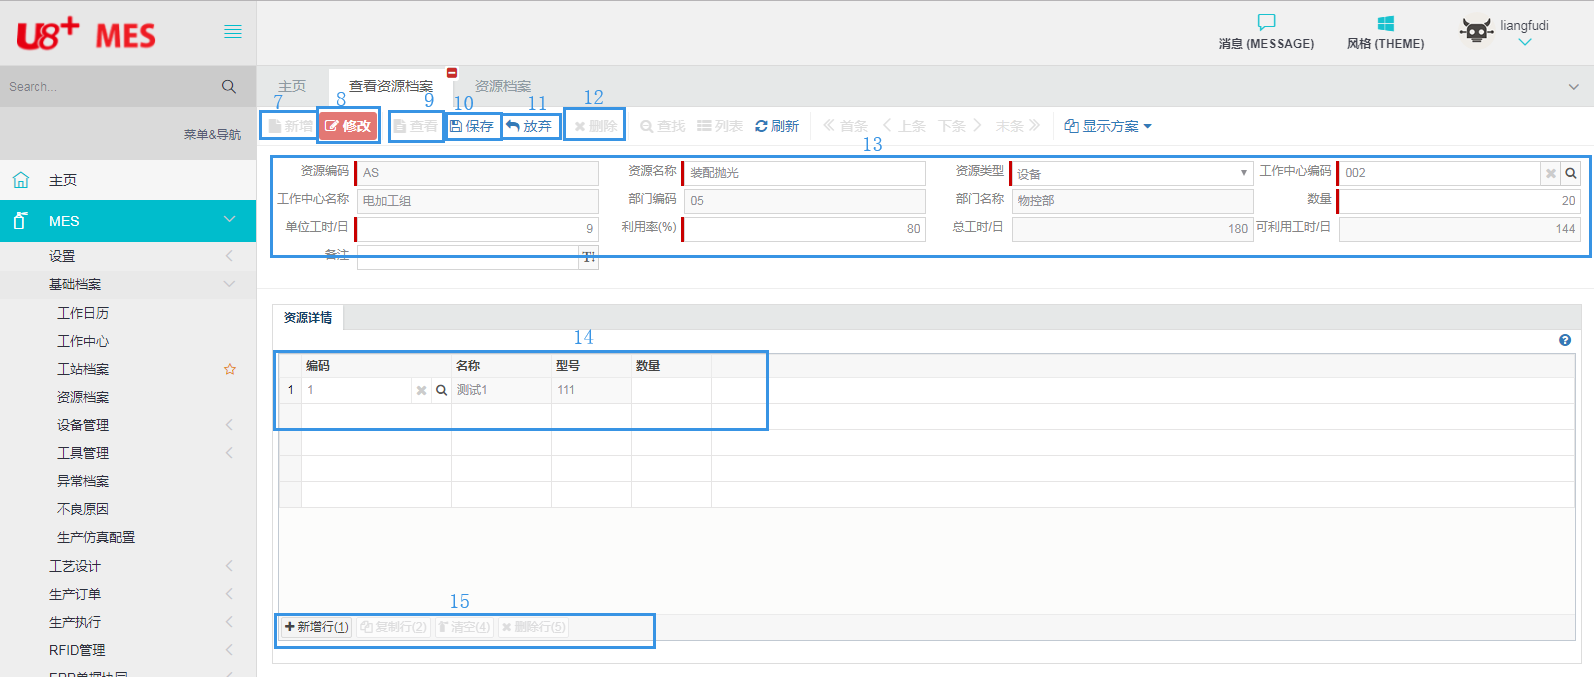 U8+ MES
消息 (MESSAGE)
风格 (THEME)
liangfudi
Search...
主页
查看资源档案
资源档案
7
8
9
10
11
12
新增
修改
查看
保存
放弃
删除
查找
列表
刷新
首条
上条
下条
末条
显示方案
菜单&导航
13
资源编码 AS
资源名称 装配抛光
资源类型 设备
工作中心编码 002
工作中心名称 电加工组
部门编码 05
部门名称 物控部
数量 20
单位工时/日 9
利用率(%) 80
总工时/日 180
可利用工时/日 144
备注 T!
主页
MES
设置
基础档案
工作日历
工作中心
工站档案
资源档案
设备管理
工具管理
异常档案
不良原因
生产仿真配置
工艺设计
生产订单
生产执行
RFID管理
ERP单据协同
资源详情
14
编码 名称 型号 数量
1 1 测试1 111
15
新增行(1) 复制行(2) 清空(4) 删除行(5)